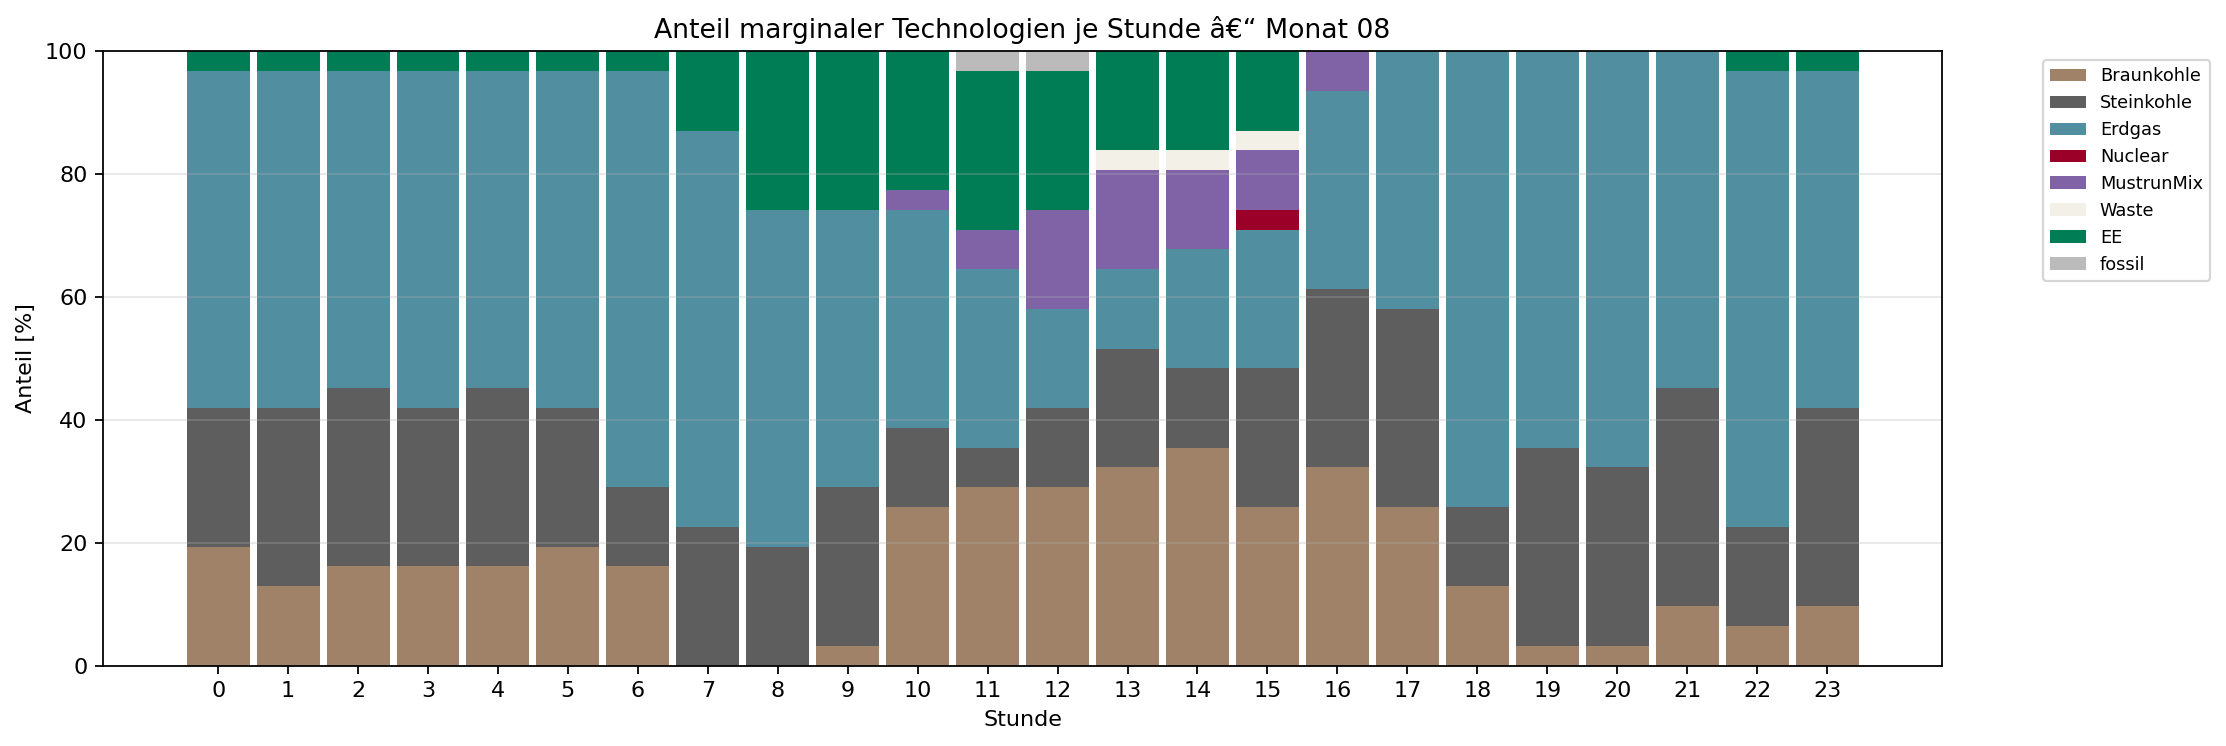 Anteil marginaler Technologien je Stunde â€“ Monat 08
Anteil [%]
100
80
60
40
20
0
0 1 2 3 4 5 6 7 8 9 10 11 12 13 14 15 16 17 18 19 20 21 22 23
Stunde
Braunkohle
Steinkohle
Erdgas
Nuclear
MustrunMix
Waste
EE
fossil